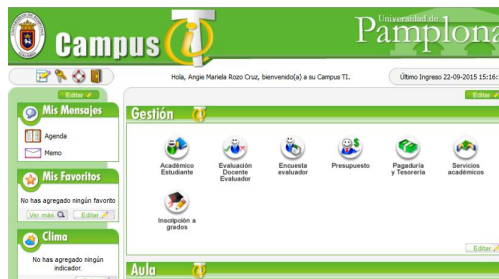 Campus
Universidad de
Pamplona
Hola, Angie Mariela Rozo Cruz, bienvenido(a) a su Campus TI.
Último Ingreso 22-09-2015 15:16:
Editar
Editar
Mis Mensajes
Agenda
Memo
Mis Favoritos
No has agregado ningún favorito
Ver más
Editar
Clima
No has agregado ningún
indicador.
Gestión
Académico
Estudiante
Evaluación
Docente
Evaluador
Encuesta
evaluador
Presupuesto
Pagaduría
y Tesorería
Servicios
académicos
Inscripción a
grados
Editar
Aula